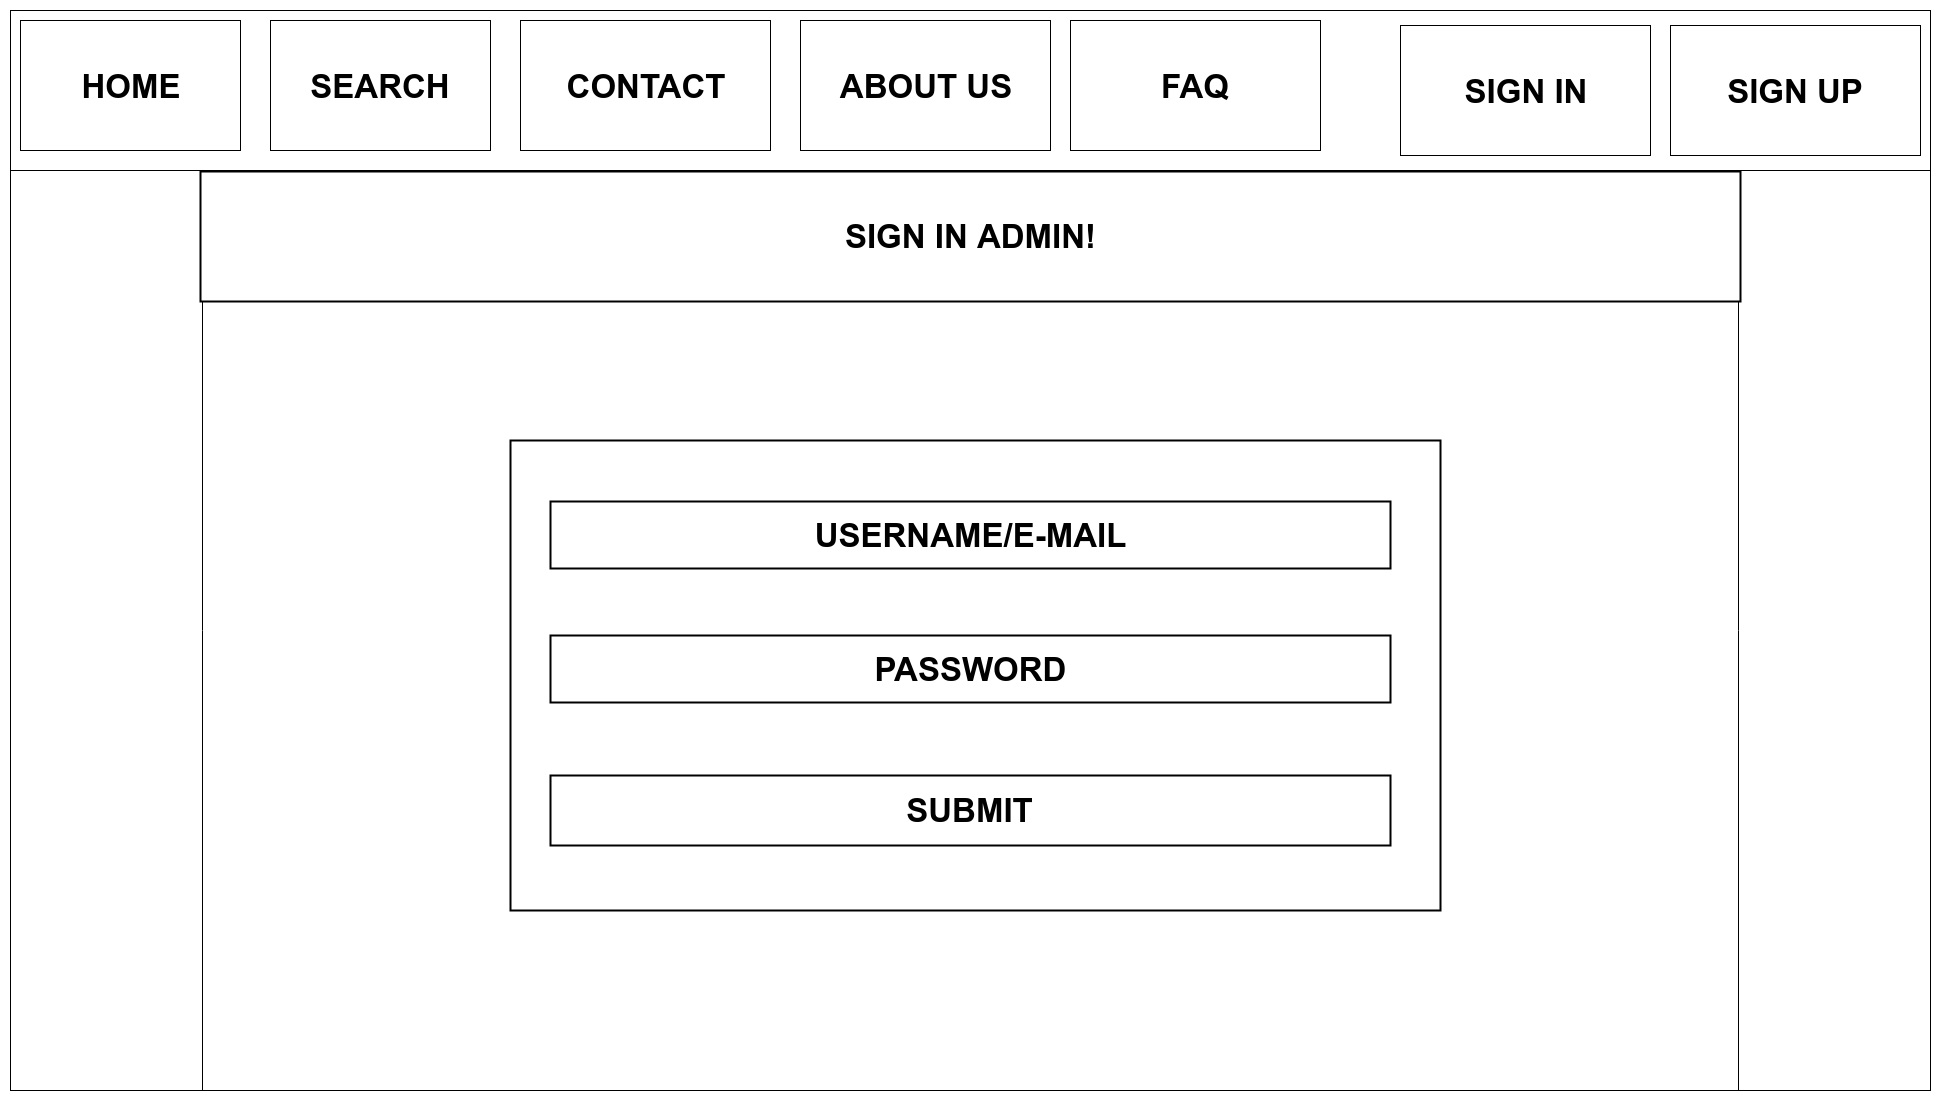 HOME
SEARCH
CONTACT
ABOUT US
FAQ
SIGN IN
SIGN UP
SIGN IN ADMIN!
USERNAME/E-MAIL
PASSWORD
SUBMIT